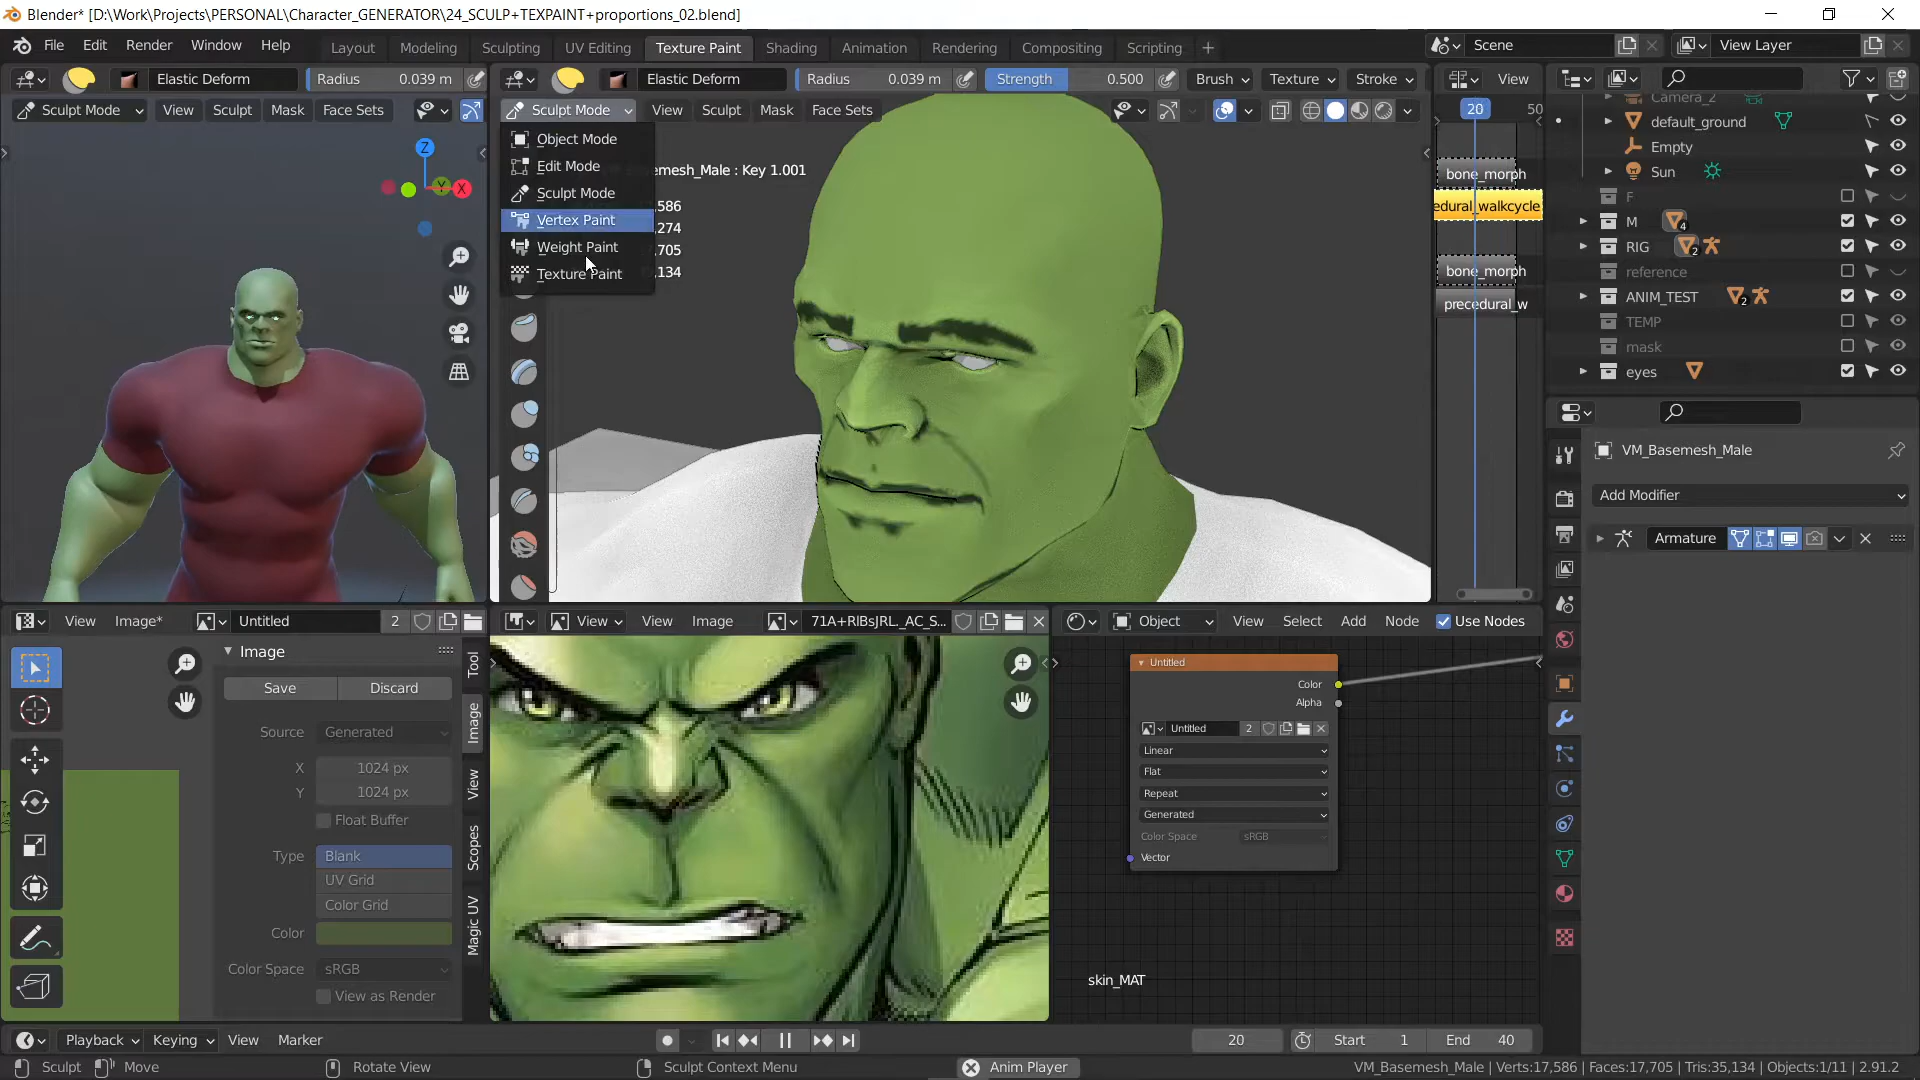 Blender* [D:\Work\Projects\PERSONAL\Character_GENERATOR\24_SCULP+TEXPAINT+proportions_02.blend]
File Edit Render Window Help Layout Modeling Sculpting UV Editing Texture Paint Shading Animation Rendering Compositing Scripting + Scene View Layer
Elastic Deform Radius 0.039 m Elastic Deform Radius 0.039 m Strength 0.500 Brush Texture Stroke View
Sculpt Mode View Sculpt Mask Face Sets Sculpt Mode View Sculpt Mask Face Sets 20 50
Camera_2
default_ground
Empty
Sun
F
M 4
RIG 2
reference
ANIM_TEST 2
TEMP
mask
eyes
Object Mode
Edit Mode
Sculpt Mode
Vertex Paint
Weight Paint
Texture Paint
emesh_Male : Key 1.001
,586
,274
,705
,134
Z
Y X
bone_morph
edural_walkcycle
bone_morph
precedural_w
VM_Basemesh_Male
Add Modifier
Armature
View Image* Untitled 2
Image
Save Discard
Source Generated
X 1024 px
Y 1024 px
Float Buffer
Type Blank
UV Grid
Color Grid
Color
Color Space sRGB
View as Render
Tool
Image
View
Scopes
Magic UV
View View Image 71A+RlBsJRL._AC_S...
Object View Select Add Node Use Nodes
Untitled
Color
Alpha
Untitled 2
Linear
Flat
Repeat
Generated
Color Space sRGB
Vector
skin_MAT
Playback Keying View Marker 20 Start 1 End 40
Sculpt Move Rotate View Sculpt Context Menu Anim Player VM_Basemesh_Male | Verts:17,586 | Faces:17,705 | Tris:35,134 | Objects:1/11 | 2.91.2